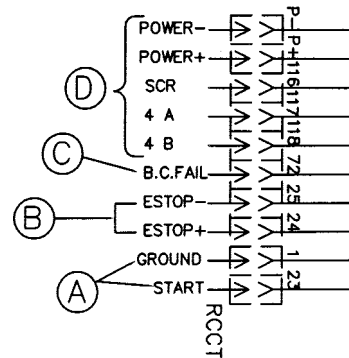 POWER- P-
POWER+ P+
SCR 116
4 A 117
4 B 118
B.C.FAIL 72
ESTOP- 25
ESTOP+ 24
GROUND 1
START 23
RCCT
D
C
B
A